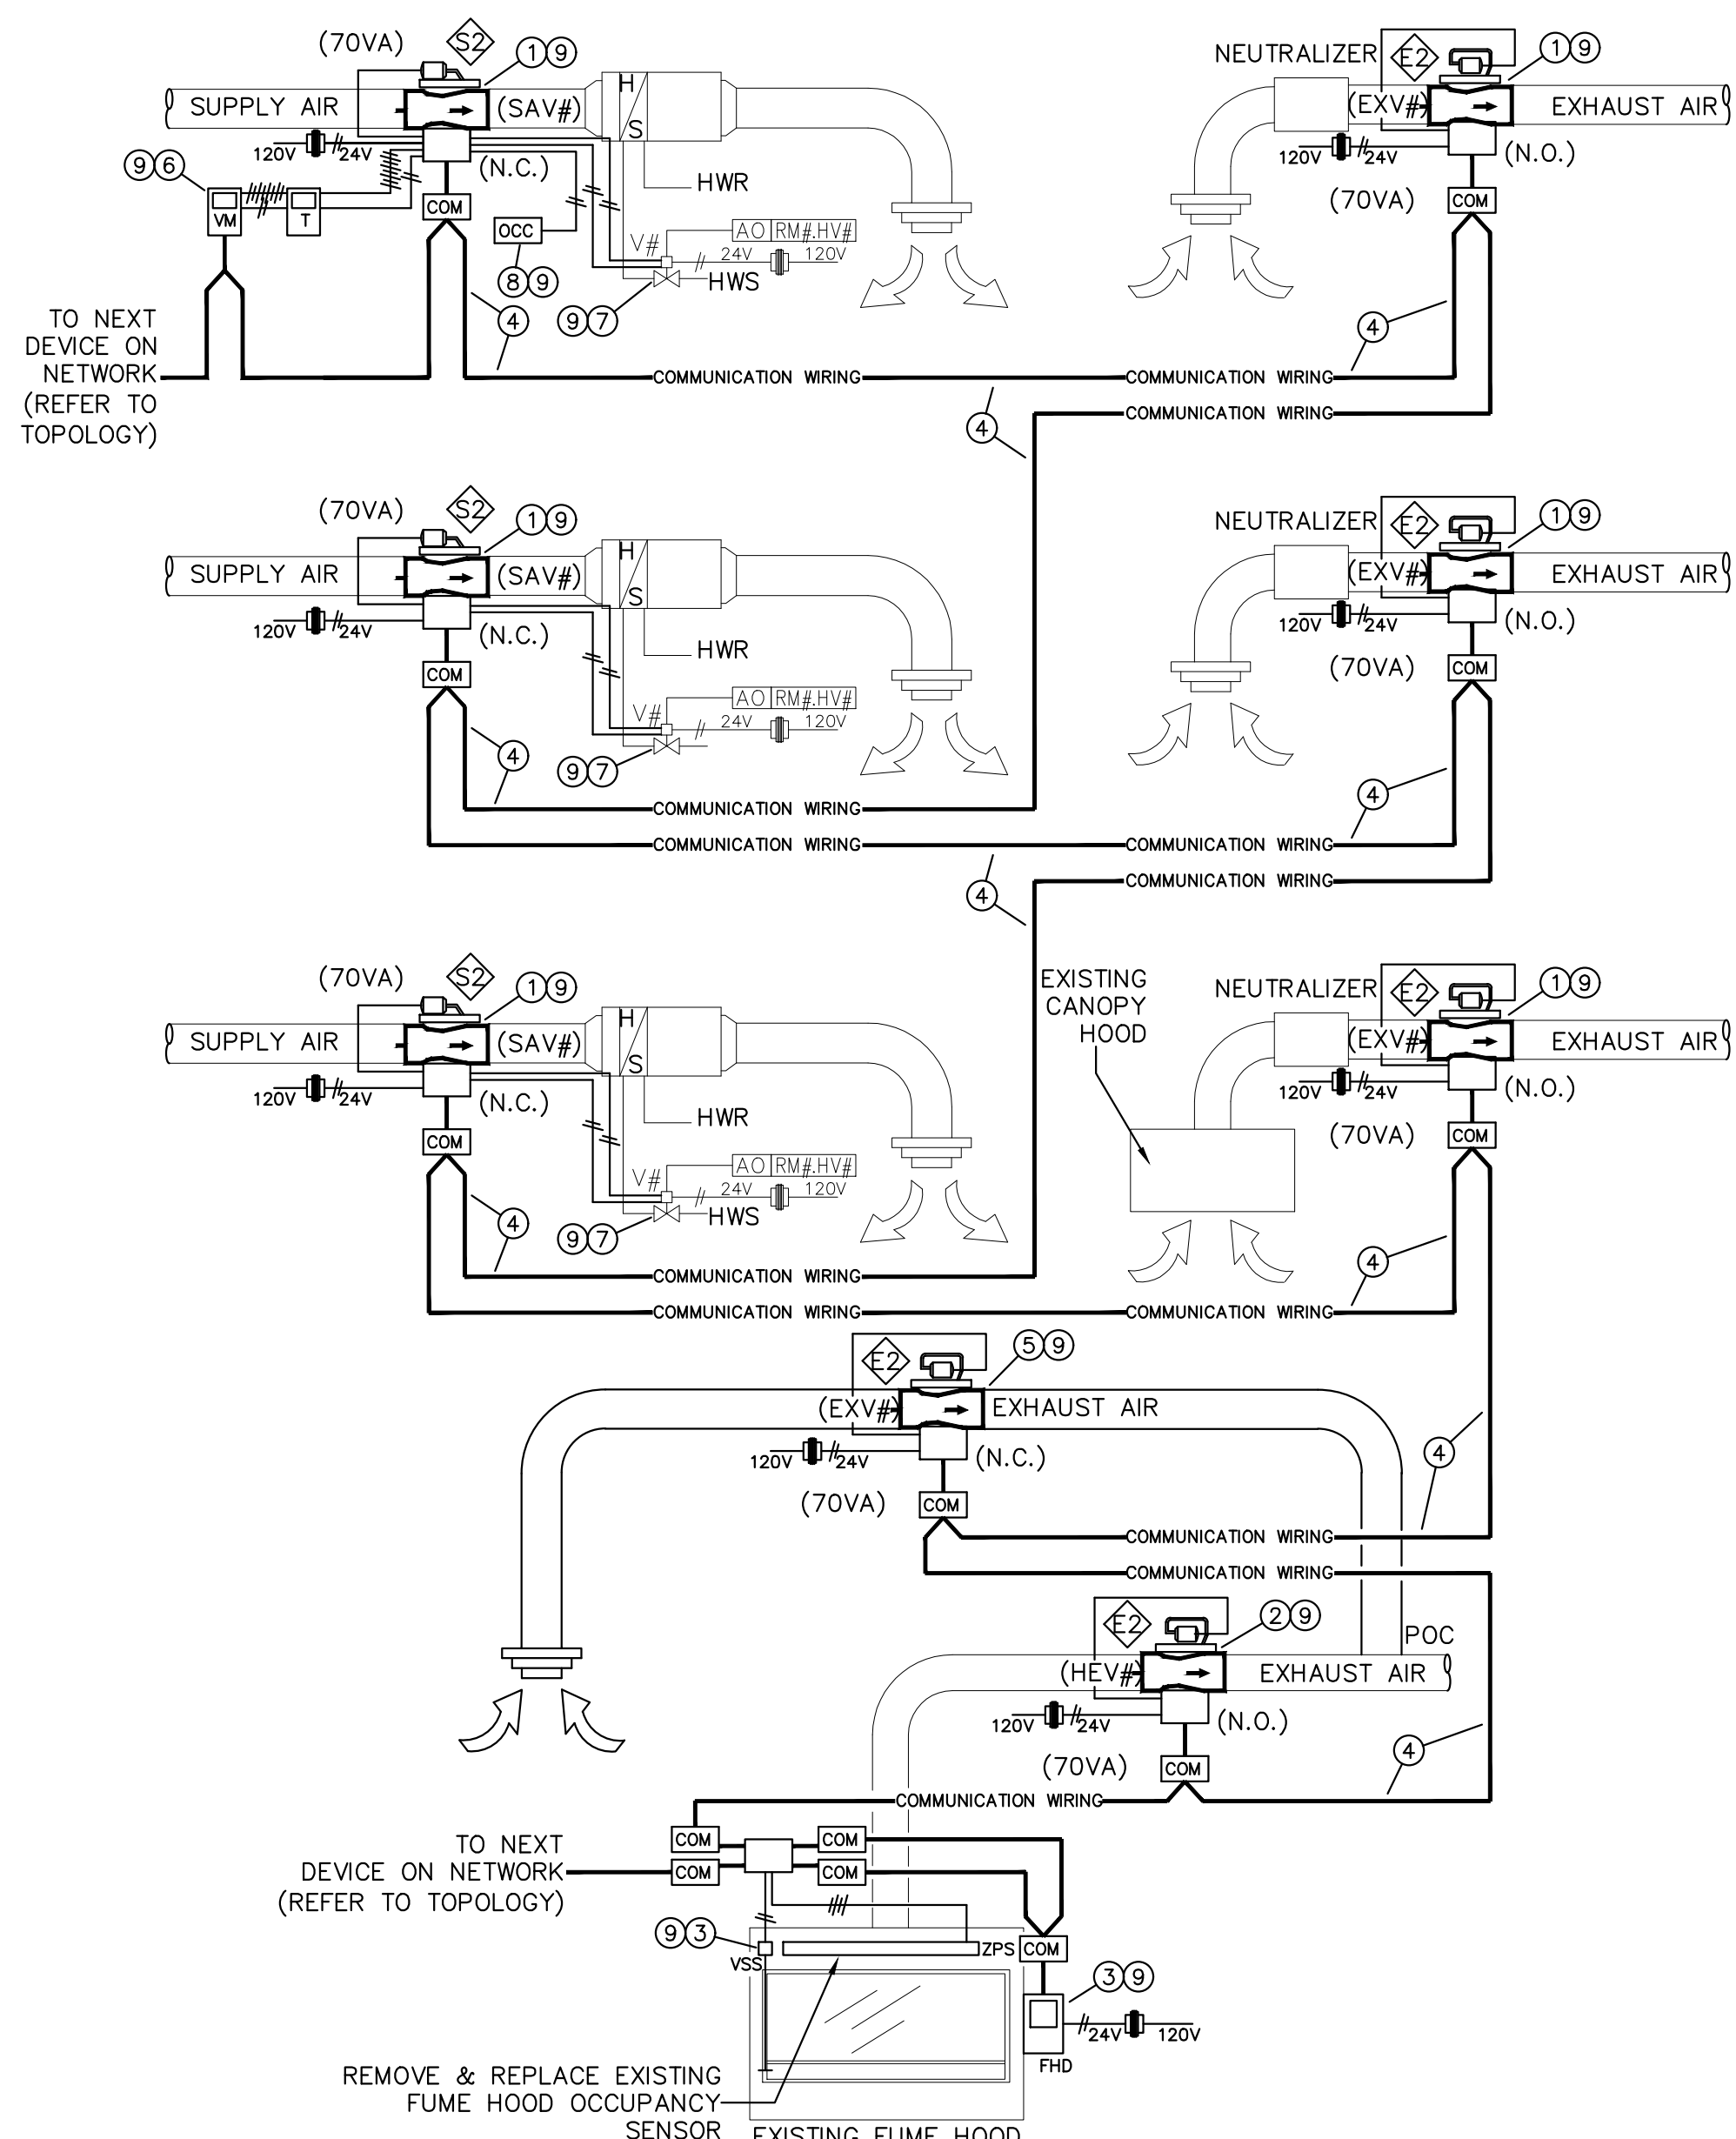 (70VA)
S2
1 9
SUPPLY AIR
(SAV#)
H
S
120V
24V
(N.C.)
9 6
VM
T
COM
OCC
8 9
HWR
V#
AO RM#.HV#
24V
120V
HWS
9 7
4
TO NEXT
DEVICE ON
NETWORK
(REFER TO
TOPOLOGY)
NEUTRALIZER
E2
1 9
(EXV#)
EXHAUST AIR
120V
24V
(N.O.)
(70VA)
COM
4
COMMUNICATION WIRING
COMMUNICATION WIRING
COMMUNICATION WIRING
4
(70VA)
S2
1 9
SUPPLY AIR
(SAV#)
H
S
120V
24V
(N.C.)
COM
HWR
V#
AO RM#.HV#
24V
120V
9 7
4
NEUTRALIZER
E2
1 9
(EXV#)
EXHAUST AIR
120V
24V
(N.O.)
(70VA)
COM
4
COMMUNICATION WIRING
COMMUNICATION WIRING
COMMUNICATION WIRING
COMMUNICATION WIRING
4
(70VA)
S2
1 9
SUPPLY AIR
(SAV#)
H
S
120V
24V
(N.C.)
COM
HWR
V#
AO RM#.HV#
24V
120V
HWS
9 7
4
EXISTING
CANOPY
HOOD
NEUTRALIZER
E2
1 9
(EXV#)
EXHAUST AIR
120V
24V
(N.O.)
(70VA)
COM
4
COMMUNICATION WIRING
COMMUNICATION WIRING
COMMUNICATION WIRING
E2
5 9
(EXV#)
EXHAUST AIR
120V
24V
(N.C.)
(70VA)
COM
4
COMMUNICATION WIRING
COMMUNICATION WIRING
E2
2 9
POC
(HEV#)
EXHAUST AIR
120V
24V
(N.O.)
(70VA)
COM
4
COMMUNICATION WIRING
TO NEXT
DEVICE ON NETWORK
(REFER TO TOPOLOGY)
COM
COM
COM
COM
9 3
VSS
ZPS
COM
3 9
24V
120V
FHD
REMOVE & REPLACE EXISTING
FUME HOOD OCCUPANCY
SENSOR
EXISTING FUME HOOD